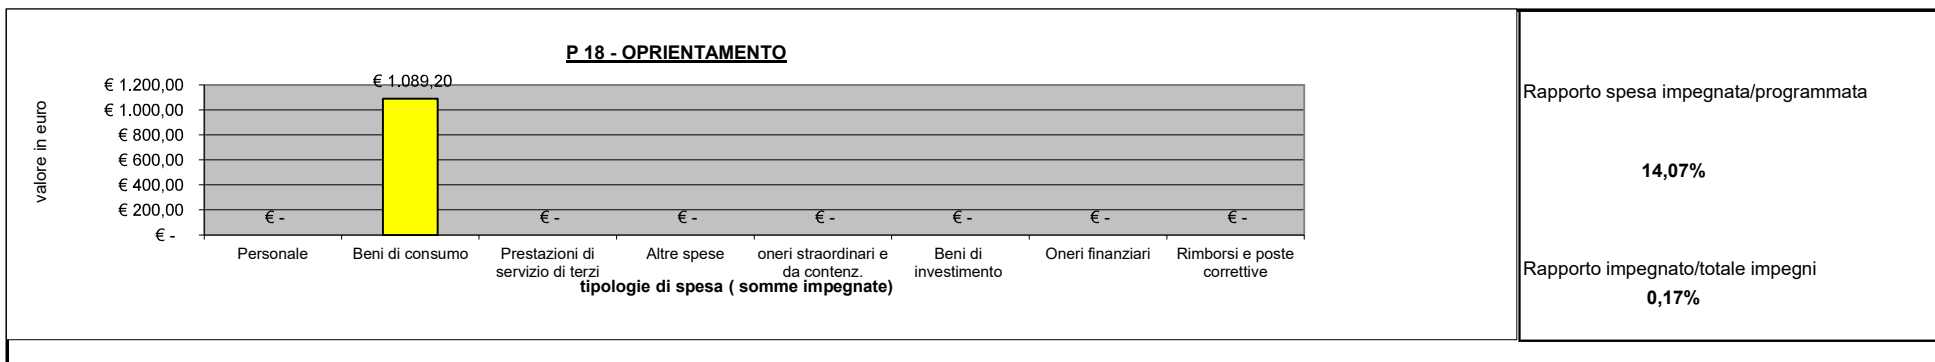 P 18 - OPRIENTAMENTO
valore in euro
€ 1.200,00
€ 1.000,00
€ 800,00
€ 600,00
€ 400,00
€ 200,00
€ -
€ -
€ 1.089,20
€ -
€ -
€ -
€ -
€ -
€ -
Personale
Beni di consumo
Prestazioni di
servizio di terzi
Altre spese
oneri straordinari e
da contenz.
Beni di
investimento
Oneri finanziari
Rimborsi e poste
correttive
tipologie di spesa ( somme impegnate)
Rapporto spesa impegnata/programmata
14,07%
Rapporto impegnato/totale impegni
0,17%